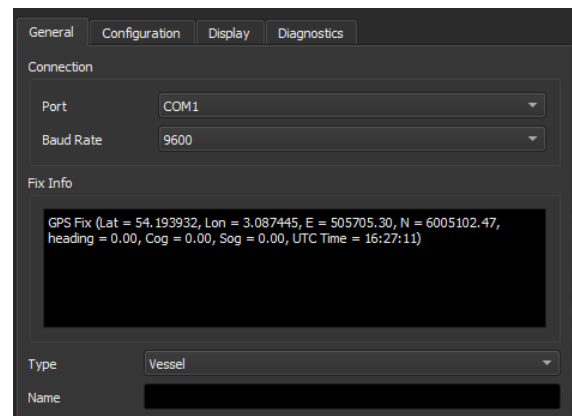 General Configuration Display Diagnostics
Connection
Port COM1
Baud Rate 9600
Fix Info
GPS Fix (Lat = 54.193932, Lon = 3.087445, E = 505705.30, N = 6005102.47,
heading = 0.00, Cog = 0.00, Sog = 0.00, UTC Time = 16:27:11)
Type Vessel
Name